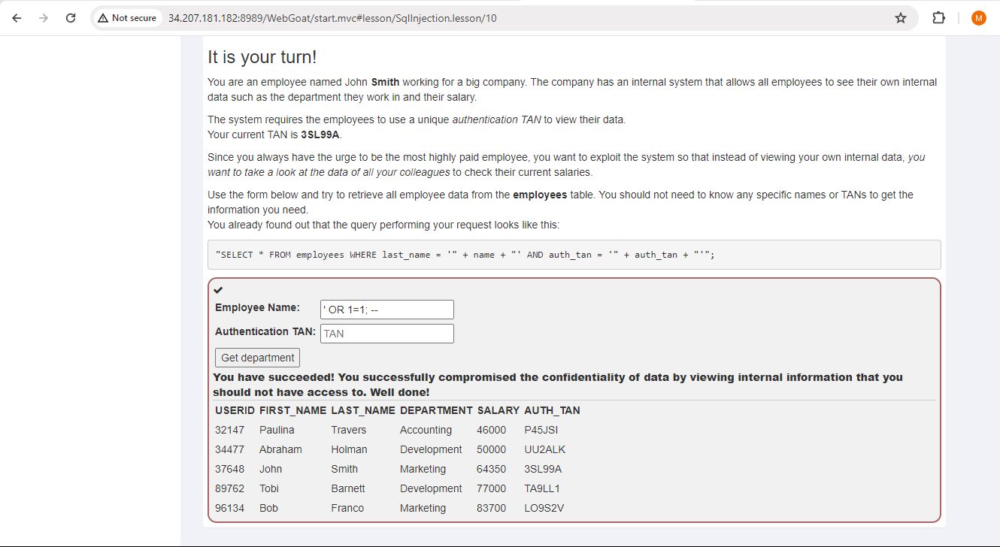 Not secure 34.207.181.182:8989/WebGoat/start.mvc#lesson/SqlInjection.lesson/10 M
It is your turn!
You are an employee named John Smith working for a big company. The company has an internal system that allows all employees to see their own internal
data such as the department they work in and their salary.
The system requires the employees to use a unique authentication TAN to view their data.
Your current TAN is 3SL99A.
Since you always have the urge to be the most highly paid employee, you want to exploit the system so that instead of viewing your own internal data, you
want to take a look at the data of all your colleagues to check their current salaries.
Use the form below and try to retrieve all employee data from the employees table. You should not need to know any specific names or TANs to get the
information you need.
You already found out that the query performing your request looks like this:
"SELECT * FROM employees WHERE last_name = '" + name + "' AND auth_tan = '" + auth_tan + "'";
Employee Name: ' OR 1=1; --
Authentication TAN: TAN
Get department
You have succeeded! You successfully compromised the confidentiality of data by viewing internal information that you
should not have access to. Well done!
USERID FIRST_NAME LAST_NAME DEPARTMENT SALARY AUTH_TAN
32147 Paulina Travers Accounting 46000 P45JSI
34477 Abraham Holman Development 50000 UU2ALK
37648 John Smith Marketing 64350 3SL99A
89762 Tobi Barnett Development 77000 TA9LL1
96134 Bob Franco Marketing 83700 LO9S2V